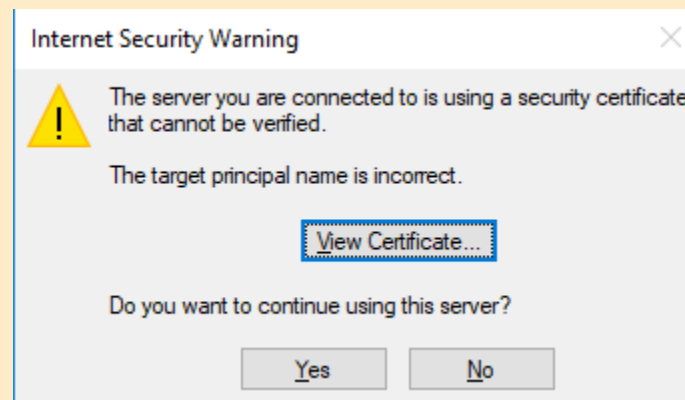 Internet Security Warning
The server you are connected to is using a security certificate
that cannot be verified.
The target principal name is incorrect.
View Certificate...
Do you want to continue using this server?
Yes
No